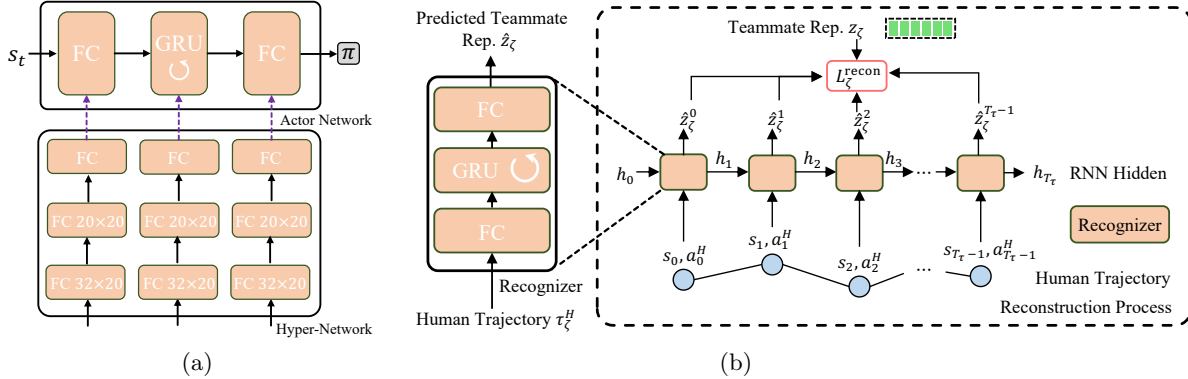 s_t
FC
GRU
FC
π
Actor Network
FC
FC
FC
FC 20×20
FC 20×20
FC 20×20
FC 32×20
FC 32×20
FC 32×20
Hyper-Network
(a)
Predicted Teammate
Rep. ẑ_ζ
FC
GRU
FC
Recognizer
Human Trajectory τ_ζ^H
Teammate Rep. z_ζ
L_ζ^recon
ẑ_ζ^0
ẑ_ζ^1
ẑ_ζ^2
ẑ_ζ^{T_τ−1}
h_0
h_1
h_2
h_3
...
h_{T_τ}
RNN Hidden
Recognizer
s_0, a_0^H
s_1, a_1^H
s_2, a_2^H
...
s_{T_τ−1}, a_{T_τ−1}^H
Human Trajectory
Reconstruction Process
(b)